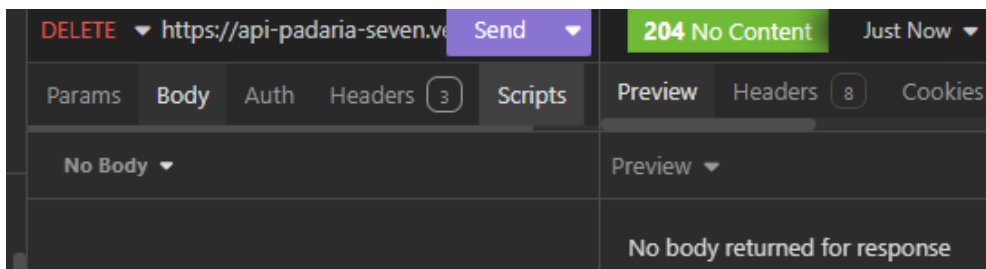 DELETE https://api-padaria-seven.ve Send 204 No Content Just Now
Params Body Auth Headers 3 Scripts Preview Headers 8 Cookies
No Body Preview
No body returned for response